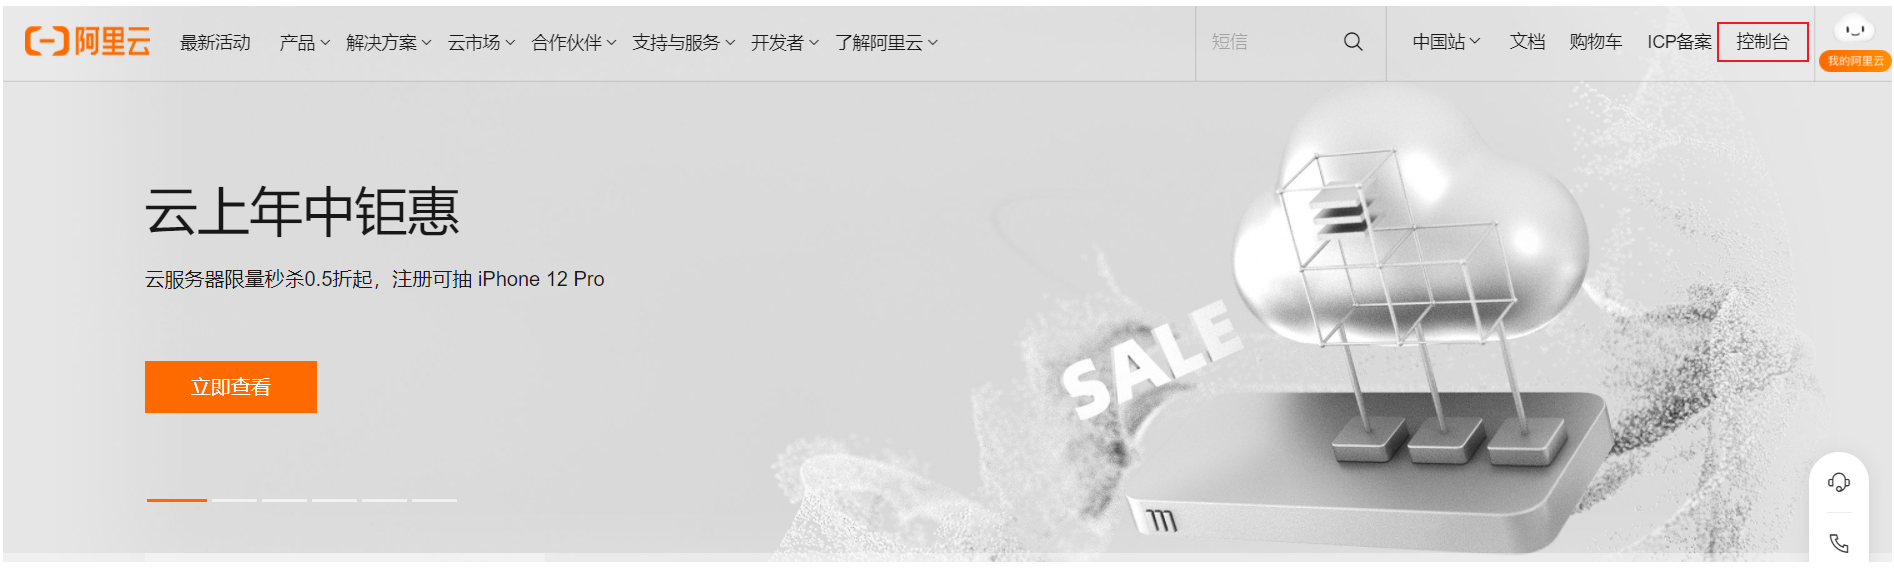 阿里云 最新活动 产品 解决方案 云市场 合作伙伴 支持与服务 开发者 了解阿里云 短信 中国站 文档 购物车 ICP备案 控制台
我的阿里云
云上年中钜惠
云服务器限量秒杀0.5折起，注册可抽 iPhone 12 Pro
SALE
立即查看